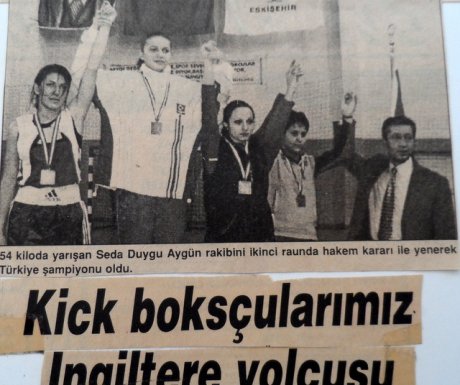 ESKİŞEHİR
54 kiloda yarışan Seda Duygu Aygün rakibini ikinci raunda hakem kararı ile yenerek
Türkiye şampiyonu oldu.
Kick boksçularımız
İngiltere yolcusu